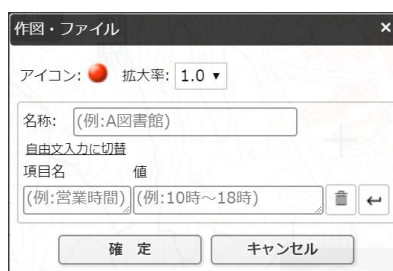 作図・ファイル ×
アイコン: 拡大率: 1.0 ▾
名称: (例:A図書館)
自由文入力に切替
項目名 値
(例:営業時間) (例:10時～18時)
確 定 キャンセル